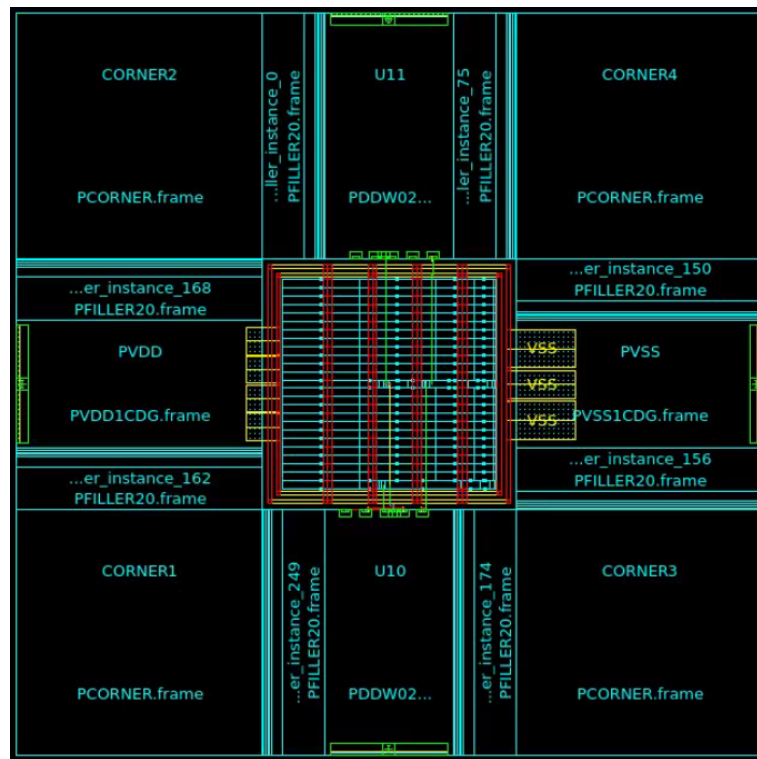 CORNER2
U11
CORNER4
...ller_instance_0
PFILLER20.frame
...ler_instance_75
PFILLER20.frame
PCORNER.frame
PDDW02...
PCORNER.frame
...er_instance_168
PFILLER20.frame
...er_instance_150
PFILLER20.frame
PVDD
VSS
PVSS
VSS
PVDD1CDG.frame
VSS
PVSS1CDG.frame
...er_instance_162
PFILLER20.frame
...er_instance_156
PFILLER20.frame
CORNER1
U10
CORNER3
...er_instance_249
PFILLER20.frame
...er_instance_174
PFILLER20.frame
PCORNER.frame
PDDW02...
PCORNER.frame